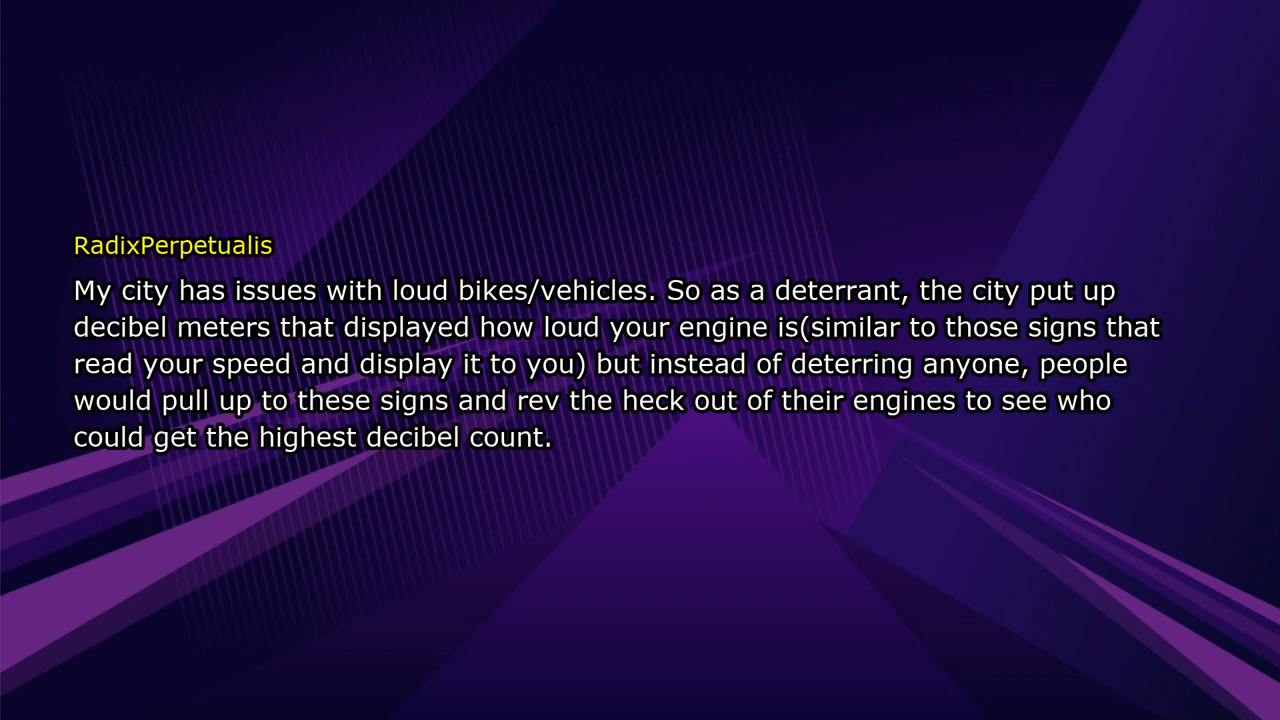 RadixPerpetualis
My city has issues with loud bikes/vehicles. So as a deterrant, the city put up
decibel meters that displayed how loud your engine is(similar to those signs that
read your speed and display it to you) but instead of deterring anyone, people
would pull up to these signs and rev the heck out of their engines to see who
could get the highest decibel count.